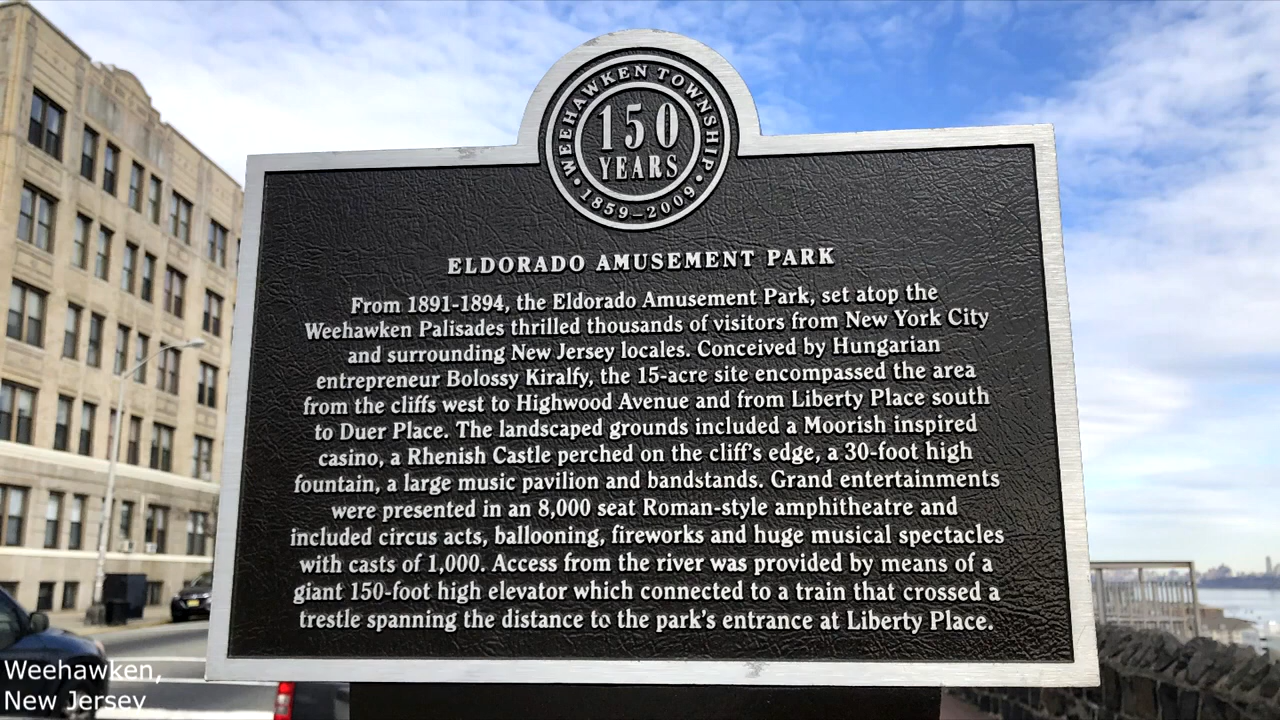 WEEHAWKEN TOWNSHIP
150
YEARS
• 1859–2009 •
ELDORADO AMUSEMENT PARK
From 1891-1894, the Eldorado Amusement Park, set atop the
Weehawken Palisades thrilled thousands of visitors from New York City
and surrounding New Jersey locales. Conceived by Hungarian
entrepreneur Bolossy Kiralfy, the 15-acre site encompassed the area
from the cliffs west to Highwood Avenue and from Liberty Place south
to Duer Place. The landscaped grounds included a Moorish inspired
casino, a Rhenish Castle perched on the cliff's edge, a 30-foot high
fountain, a large music pavilion and bandstands. Grand entertainments
were presented in an 8,000 seat Roman-style amphitheatre and
included circus acts, ballooning, fireworks and huge musical spectacles
with casts of 1,000. Access from the river was provided by means of a
giant 150-foot high elevator which connected to a train that crossed a
trestle spanning the distance to the park's entrance at Liberty Place.
Weehawken,
New Jersey